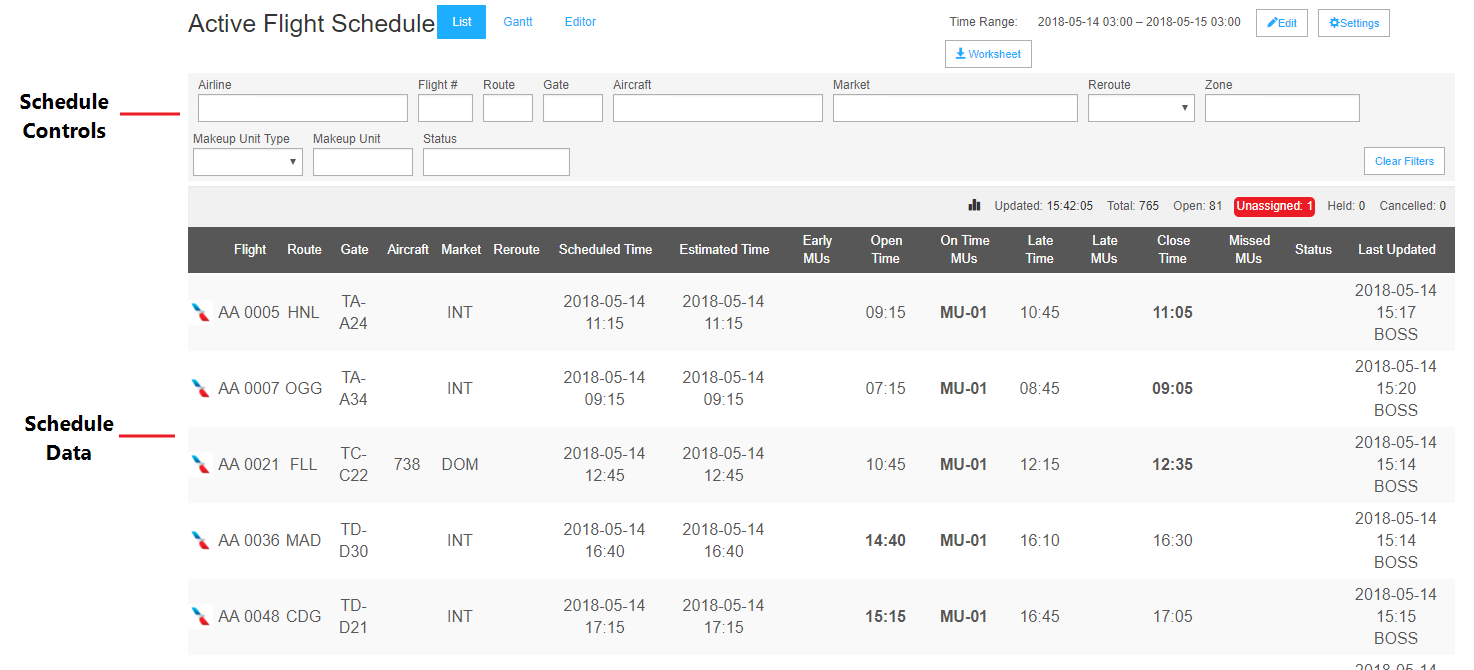 Active Flight Schedule List Gantt Editor Time Range: 2018-05-14 03:00 – 2018-05-15 03:00 Edit Settings
Worksheet
Schedule
Controls
Airline Flight # Route Gate Aircraft Market Reroute Zone
Makeup Unit Type Makeup Unit Status
Clear Filters
Updated: 15:42:05 Total: 765 Open: 81 Unassigned: 1 Held: 0 Cancelled: 0
Flight Route Gate Aircraft Market Reroute Scheduled Time Estimated Time Early MUs Open Time On Time MUs Late Time Late MUs Close Time Missed MUs Status Last Updated
AA 0005 HNL TA-A24 INT 2018-05-14 11:15 2018-05-14 11:15 09:15 MU-01 10:45 11:05 2018-05-14 15:17 BOSS
AA 0007 OGG TA-A34 INT 2018-05-14 09:15 2018-05-14 09:15 07:15 MU-01 08:45 09:05 2018-05-14 15:20 BOSS
Schedule
Data
AA 0021 FLL TC-C22 738 DOM 2018-05-14 12:45 2018-05-14 12:45 10:45 MU-01 12:15 12:35 2018-05-14 15:14 BOSS
AA 0036 MAD TD-D30 INT 2018-05-14 16:40 2018-05-14 16:40 14:40 MU-01 16:10 16:30 2018-05-14 15:14 BOSS
AA 0048 CDG TD-D21 INT 2018-05-14 17:15 2018-05-14 17:15 15:15 MU-01 16:45 17:05 2018-05-14 15:15 BOSS